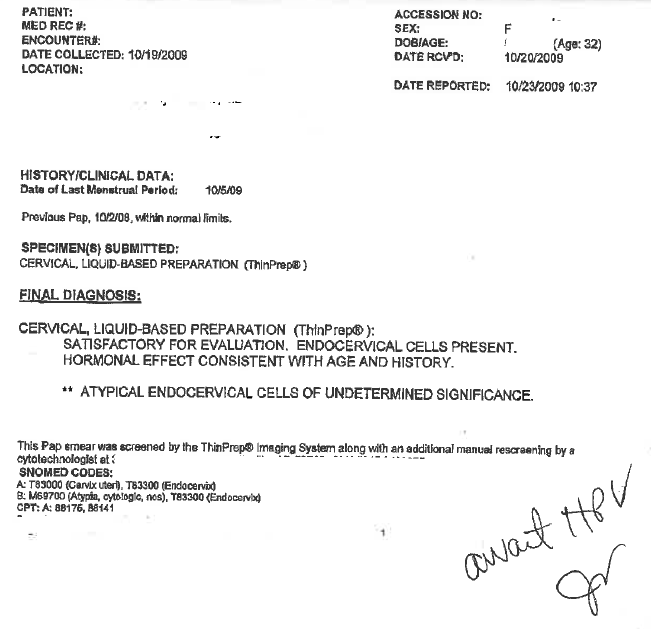 PATIENT:
MED REC #:
ENCOUNTER#:
DATE COLLECTED: 10/19/2009
LOCATION:
ACCESSION NO:
SEX: F
DOB/AGE: (Age: 32)
DATE RCVD: 10/20/2009
DATE REPORTED: 10/23/2009 10:37
HISTORY/CLINICAL DATA:
Date of Last Menstrual Period: 10/5/09
Previous Pap, 10/2/08, within normal limits.
SPECIMEN(S) SUBMITTED:
CERVICAL, LIQUID-BASED PREPARATION (ThinPrep®)
FINAL DIAGNOSIS:
CERVICAL, LIQUID-BASED PREPARATION (ThinPrep®):
SATISFACTORY FOR EVALUATION. ENDOCERVICAL CELLS PRESENT.
HORMONAL EFFECT CONSISTENT WITH AGE AND HISTORY.
** ATYPICAL ENDOCERVICAL CELLS OF UNDETERMINED SIGNIFICANCE.
This Pap smear was screened by the ThinPrep® Imaging System along with an additional manual rescreening by a
cytotechnologist at
SNOMED CODES:
A: T83000 (Cervix uteri), T83300 (Endocervix)
B: M69700 (Atypia, cytologic, nos), T83300 (Endocervix)
CPT: A: 88175, 88141
await HPV